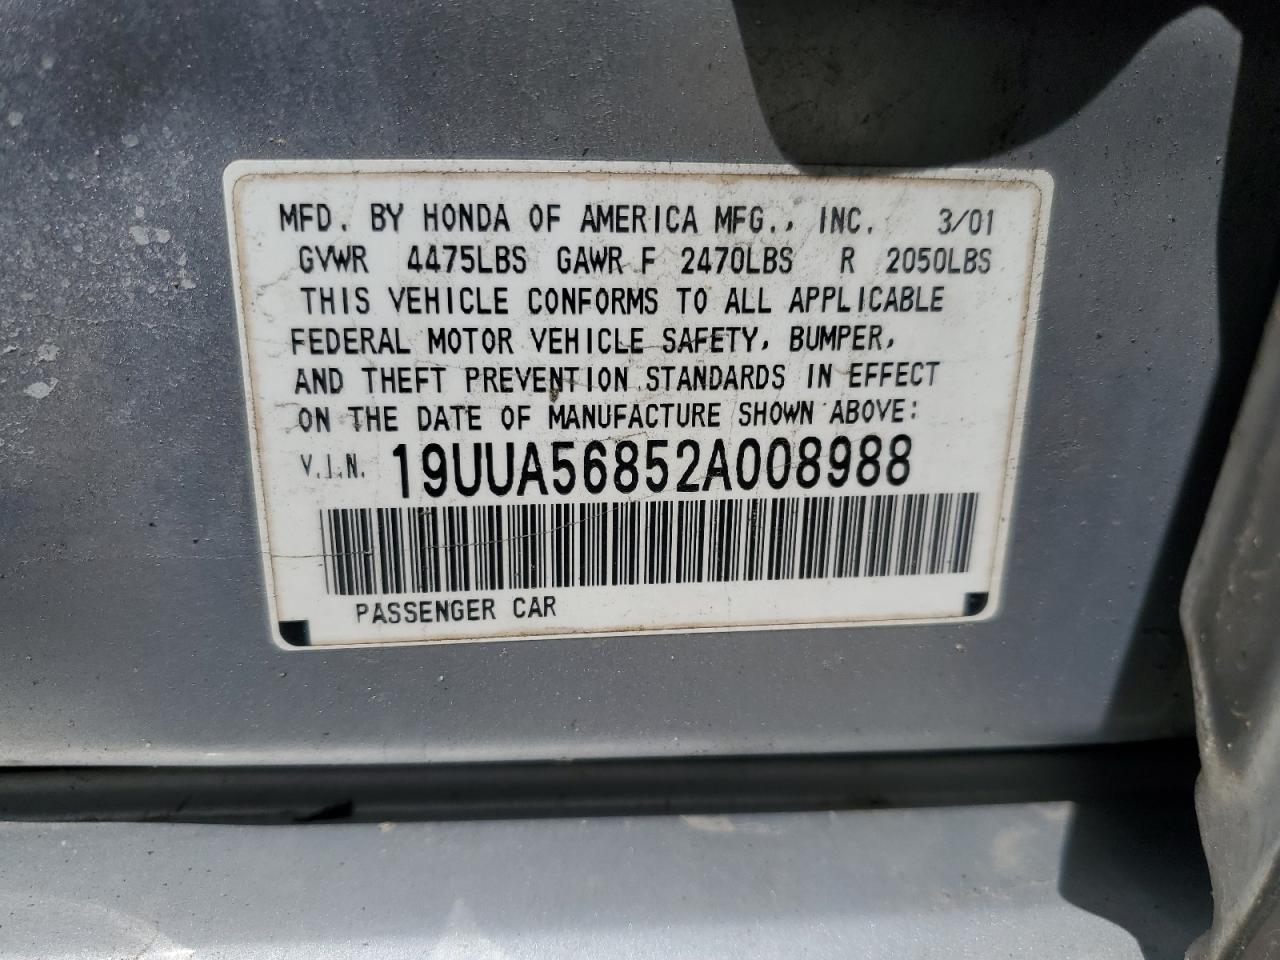 MFD. BY HONDA OF AMERICA MFG., INC. 3/01
GVWR 4475LBS GAWR F 2470LBS R 2050LBS
THIS VEHICLE CONFORMS TO ALL APPLICABLE
FEDERAL MOTOR VEHICLE SAFETY, BUMPER,
AND THEFT PREVENTION STANDARDS IN EFFECT
ON THE DATE OF MANUFACTURE SHOWN ABOVE:
V.I.N. 19UUA56852A008988
PASSENGER CAR